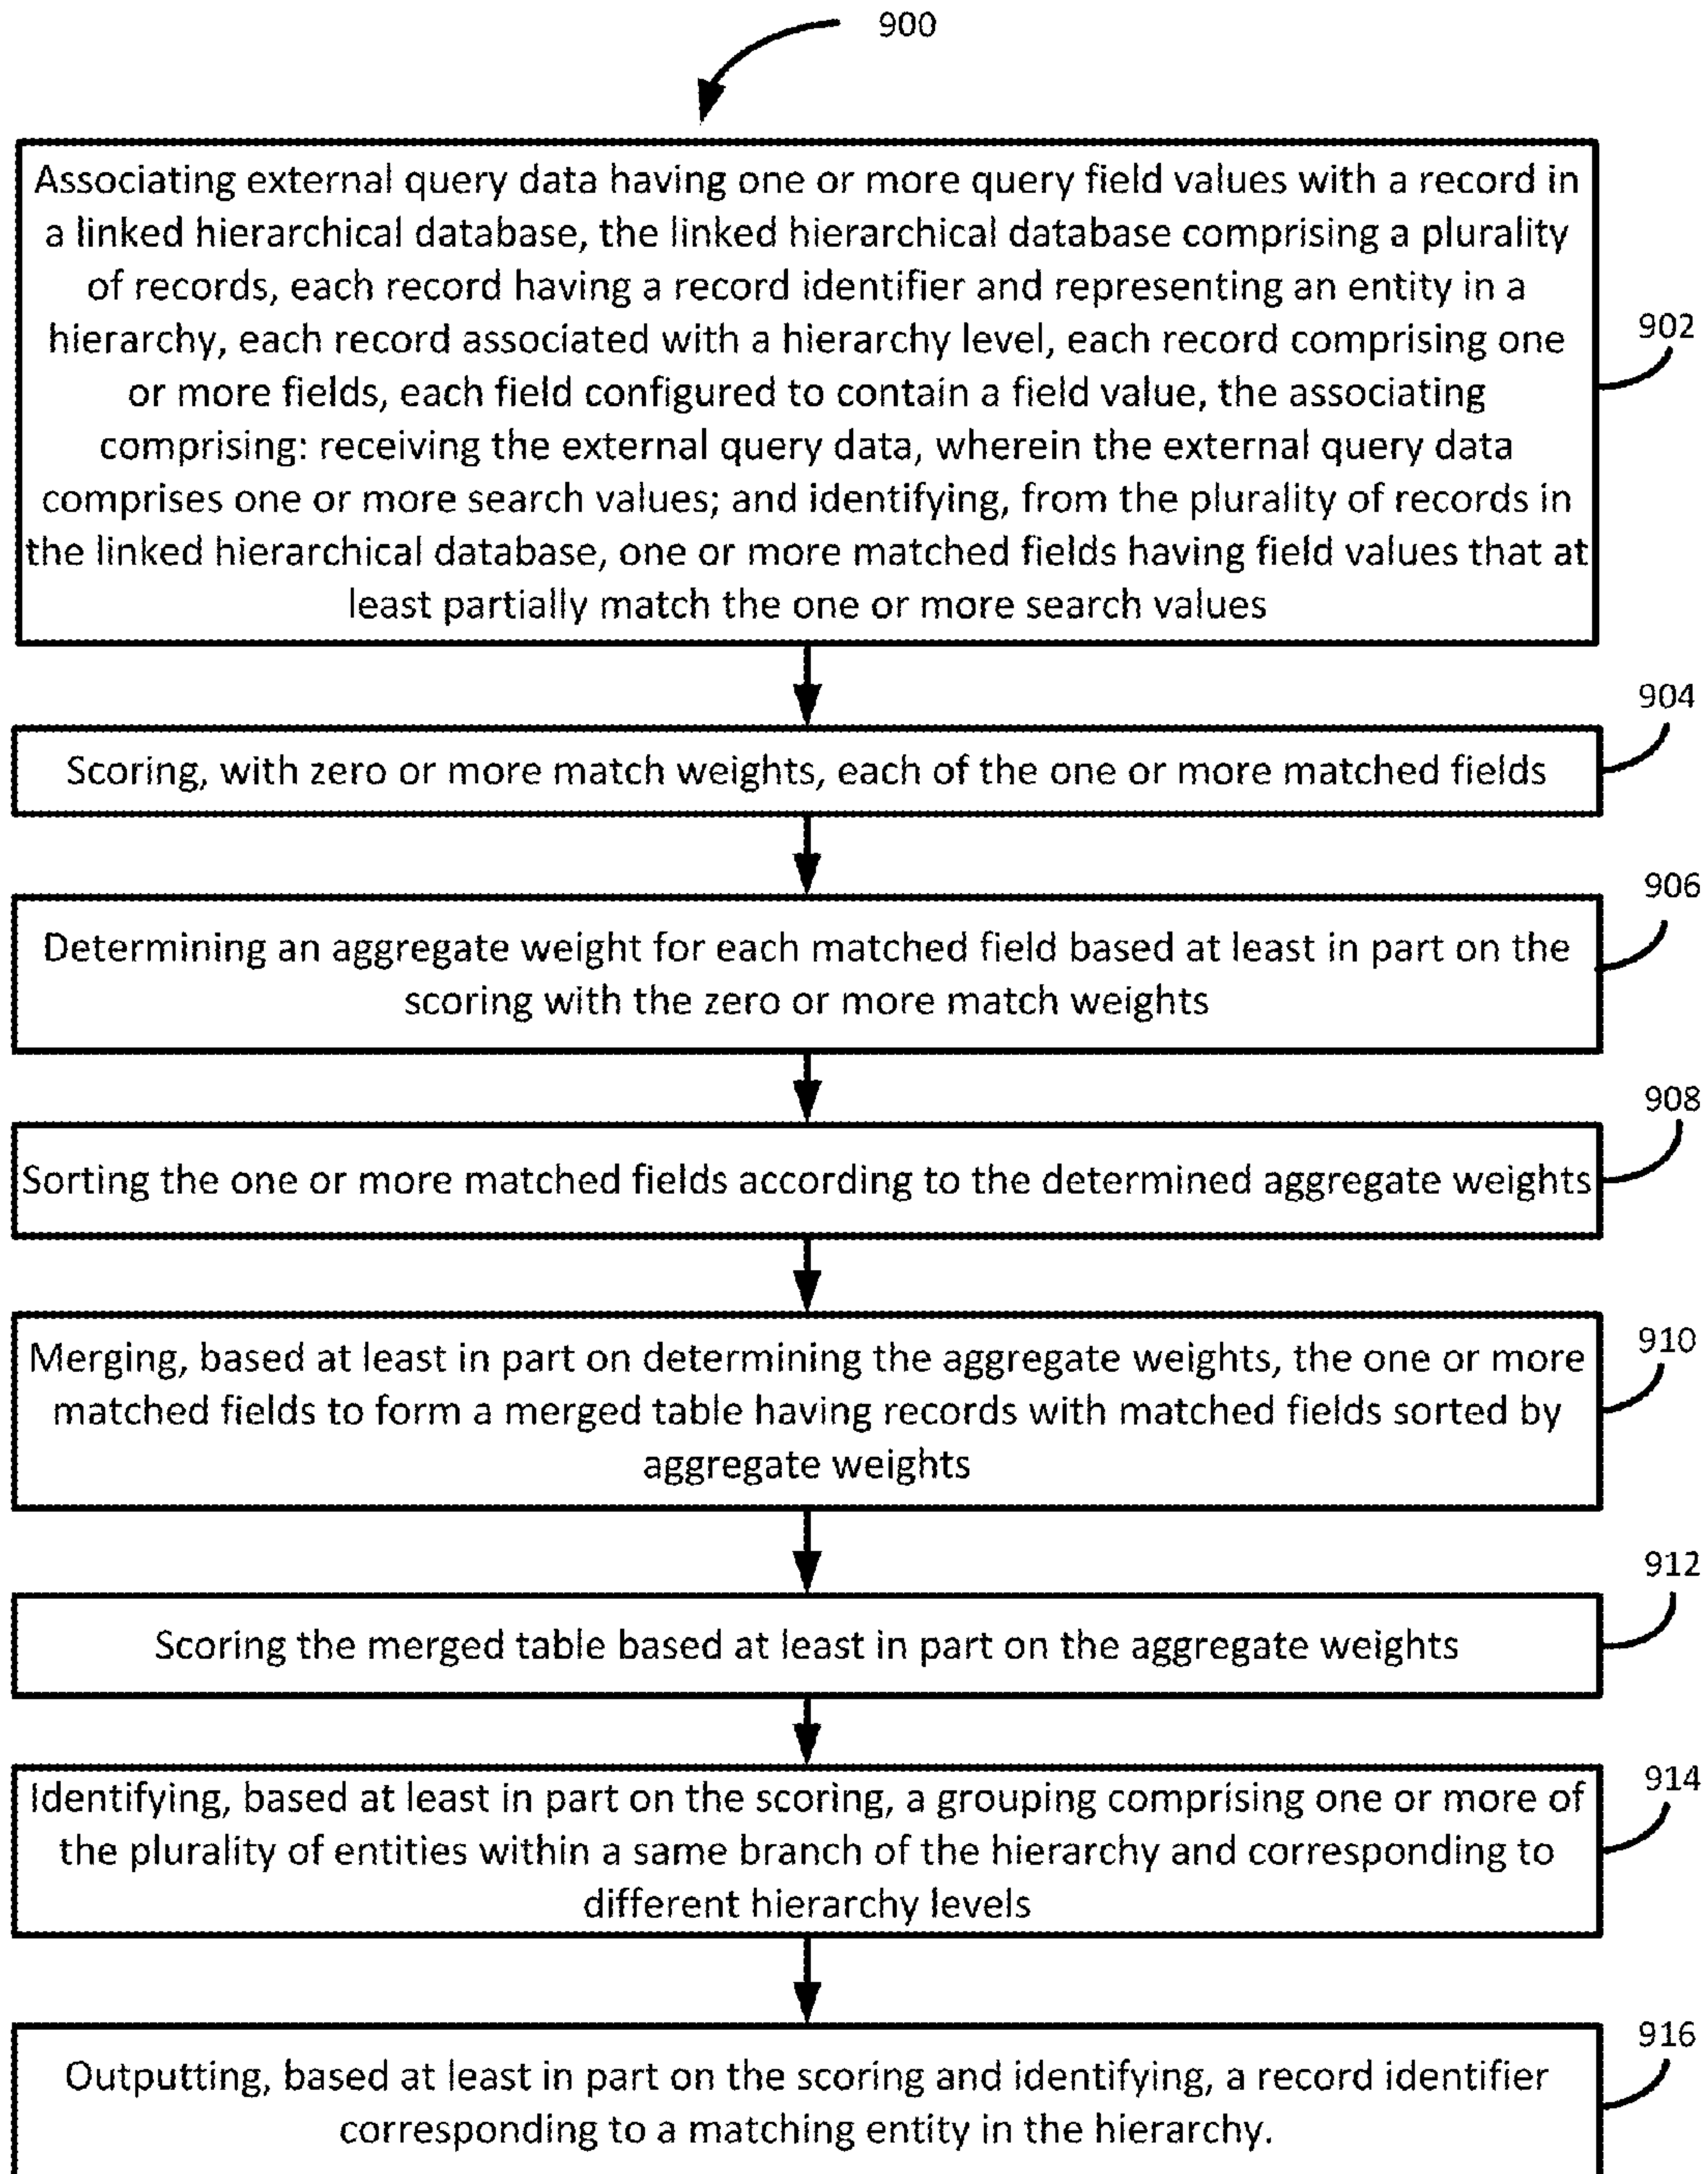 900
Associating external query data having one or more query field values with a record in
a linked hierarchical database, the linked hierarchical database comprising a plurality
of records, each record having a record identifier and representing an entity in a
hierarchy, each record associated with a hierarchy level, each record comprising one
or more fields, each field configured to contain a field value, the associating
comprising: receiving the external query data, wherein the external query data
comprises one or more search values; and identifying, from the plurality of records in
the linked hierarchical database, one or more matched fields having field values that at
least partially match the one or more search values
902
904
Scoring, with zero or more match weights, each of the one or more matched fields
906
Determining an aggregate weight for each matched field based at least in part on the
scoring with the zero or more match weights
908
Sorting the one or more matched fields according to the determined aggregate weights
910
Merging, based at least in part on determining the aggregate weights, the one or more
matched fields to form a merged table having records with matched fields sorted by
aggregate weights
912
Scoring the merged table based at least in part on the aggregate weights
914
Identifying, based at least in part on the scoring, a grouping comprising one or more of
the plurality of entities within a same branch of the hierarchy and corresponding to
different hierarchy levels
916
Outputting, based at least in part on the scoring and identifying, a record identifier
corresponding to a matching entity in the hierarchy.